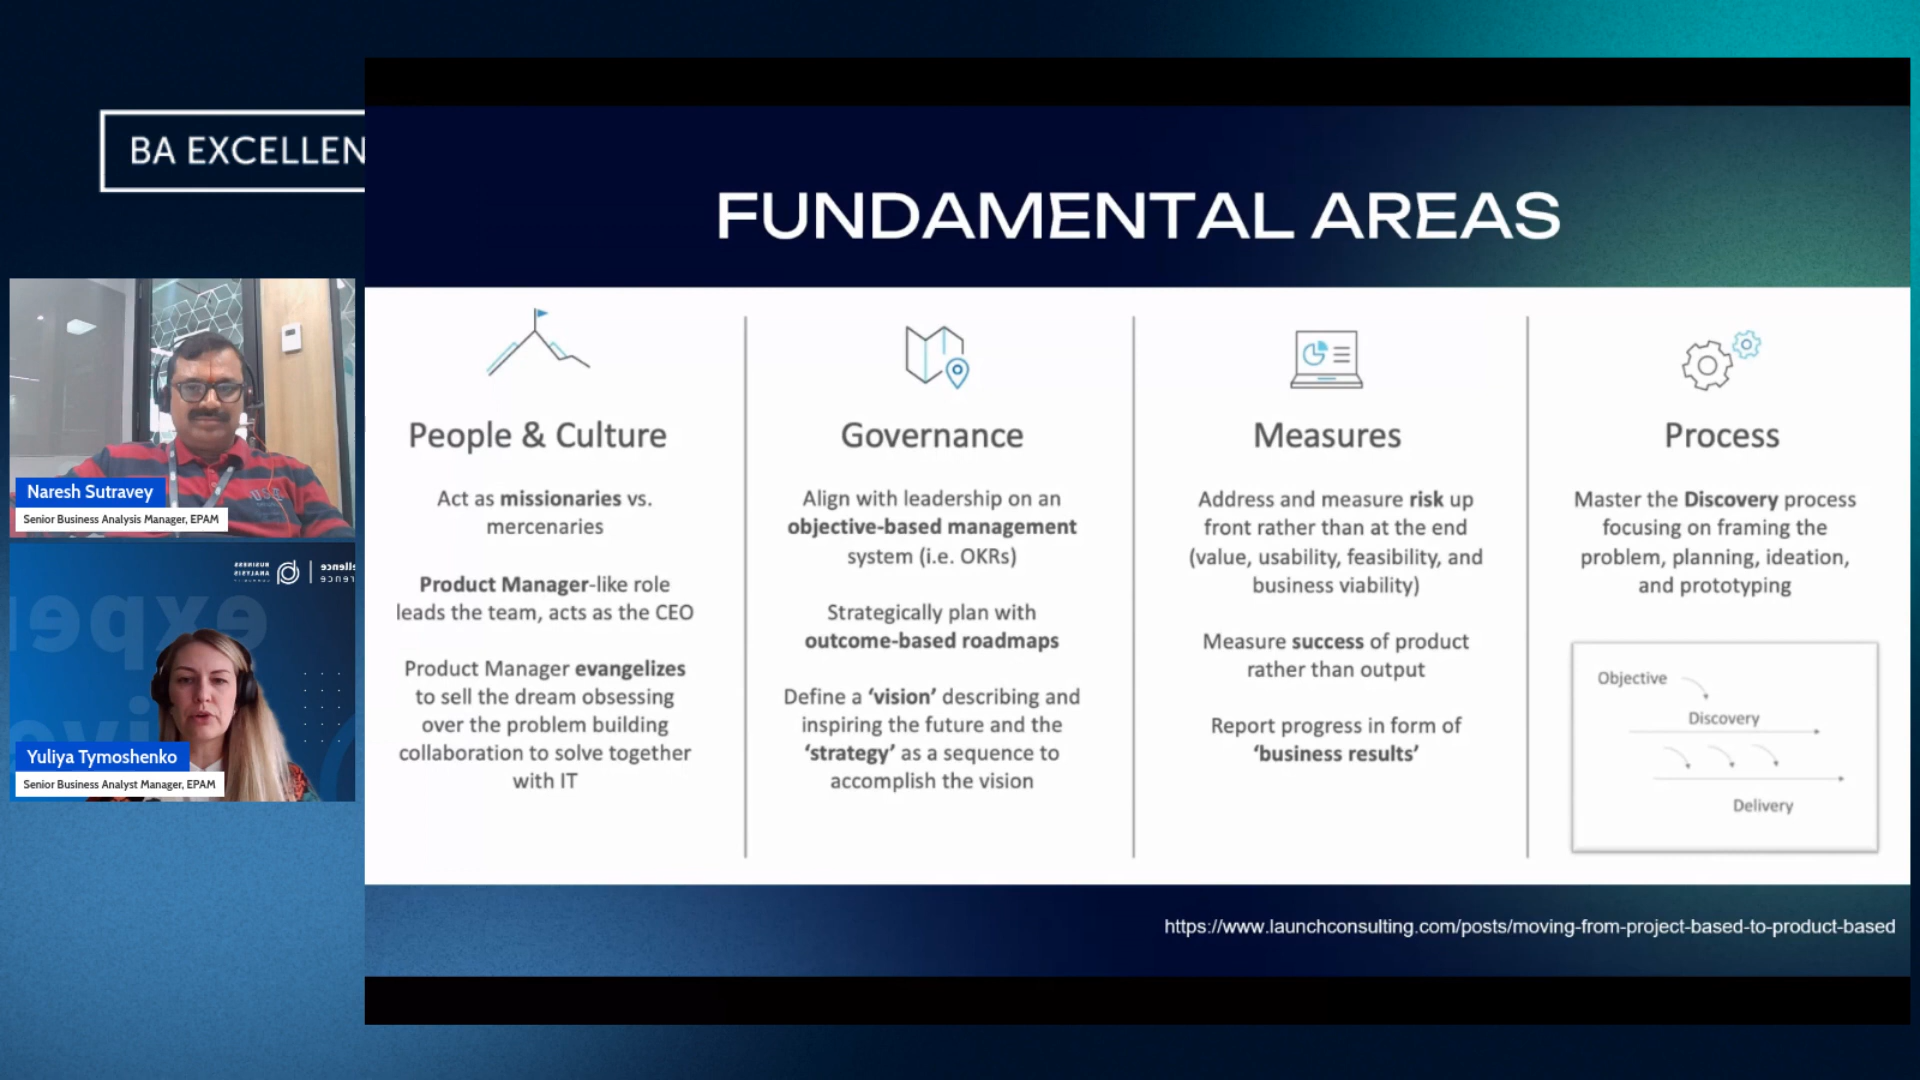 BA EXCELLEN
FUNDAMENTAL AREAS
Naresh Sutravey
Senior Business Analysis Manager, EPAM
Yuliya Tymoshenko
Senior Business Analyst Manager, EPAM
People & Culture
Act as missionaries vs.
mercenaries
Product Manager-like role
leads the team, acts as the CEO
Product Manager evangelizes
to sell the dream obsessing
over the problem building
collaboration to solve together
with IT
Governance
Align with leadership on an
objective-based management
system (i.e. OKRs)
Strategically plan with
outcome-based roadmaps
Define a ‘vision’ describing and
inspiring the future and the
‘strategy’ as a sequence to
accomplish the vision
Measures
Address and measure risk up
front rather than at the end
(value, usability, feasibility, and
business viability)
Measure success of product
rather than output
Report progress in form of
‘business results’
Process
Master the Discovery process
focusing on framing the
problem, planning, ideation,
and prototyping
Objective
Discovery
Delivery
https://www.launchconsulting.com/posts/moving-from-project-based-to-product-based